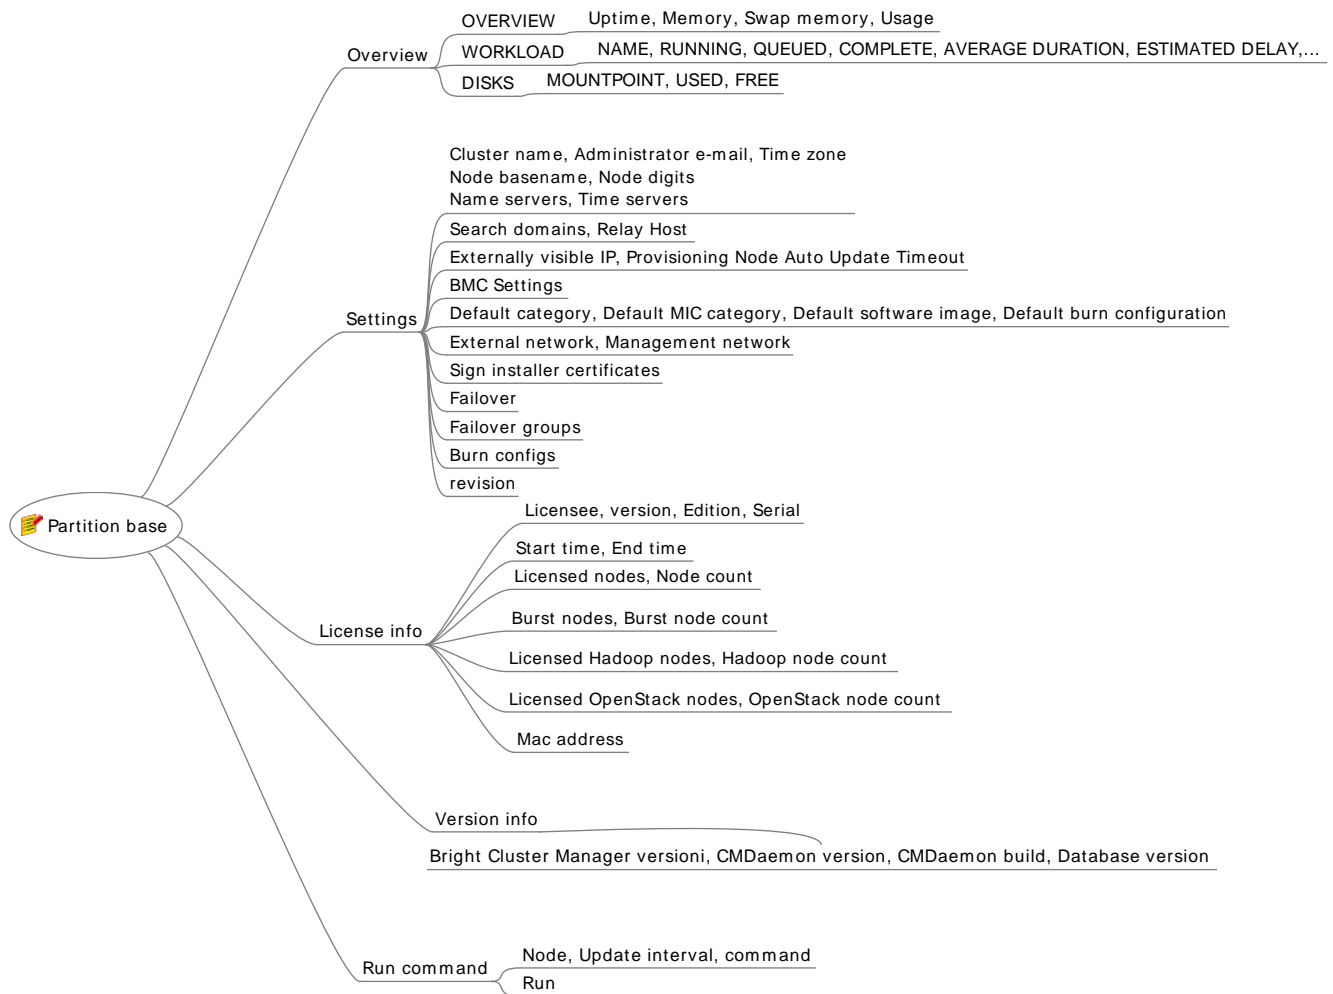 OVERVIEW
Uptime, Memory, Swap memory, Usage
Overview
WORKLOAD
NAME, RUNNING, QUEUED, COMPLETE, AVERAGE DURATION, ESTIMATED DELAY,...
DISKS
MOUNTPOINT, USED, FREE
Cluster name, Administrator e-mail, Time zone
Node basename, Node digits
Name servers, Time servers
Search domains, Relay Host
Externally visible IP, Provisioning Node Auto Update Timeout
BMC Settings
Settings
Default category, Default MIC category, Default software image, Default burn configuration
External network, Management network
Sign installer certificates
Failover
Failover groups
Burn configs
revision
Partition base
Licensee, version, Edition, Serial
Start time, End time
Licensed nodes, Node count
Burst nodes, Burst node count
License info
Licensed Hadoop nodes, Hadoop node count
Licensed OpenStack nodes, OpenStack node count
Mac address
Version info
Bright Cluster Manager versioni, CMDaemon version, CMDaemon build, Database version
Run command
Node, Update interval, command
Run